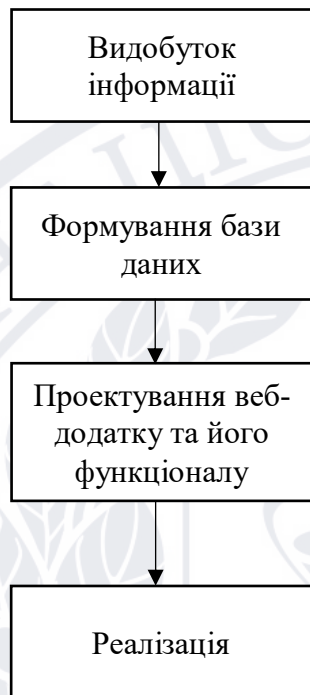 Видобуток
інформації
Формування бази
даних
Проектування веб-
додатку та його
функціоналу
Реалізація